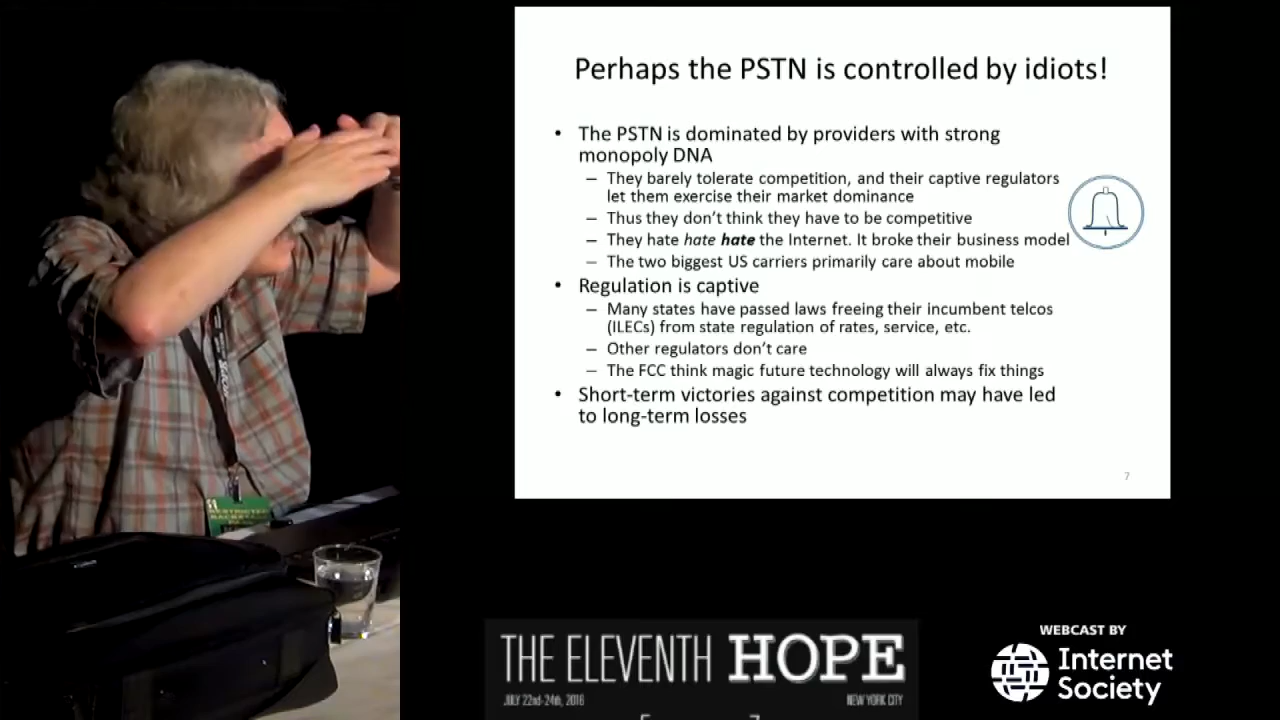 Perhaps the PSTN is controlled by idiots!
• The PSTN is dominated by providers with strong
monopoly DNA
– They barely tolerate competition, and their captive regulators
let them exercise their market dominance
– Thus they don't think they have to be competitive
– They hate hate hate the Internet. It broke their business model
– The two biggest US carriers primarily care about mobile
• Regulation is captive
– Many states have passed laws freeing their incumbent telcos
(ILECs) from state regulation of rates, service, etc.
– Other regulators don't care
– The FCC think magic future technology will always fix things
• Short-term victories against competition may have led
to long-term losses
7
RESTRICTED
BACKSTAGE
THE ELEVENTH HOPE
JULY 22nd-24th, 2016
NEW YORK CITY
WEBCAST BY
Internet
Society